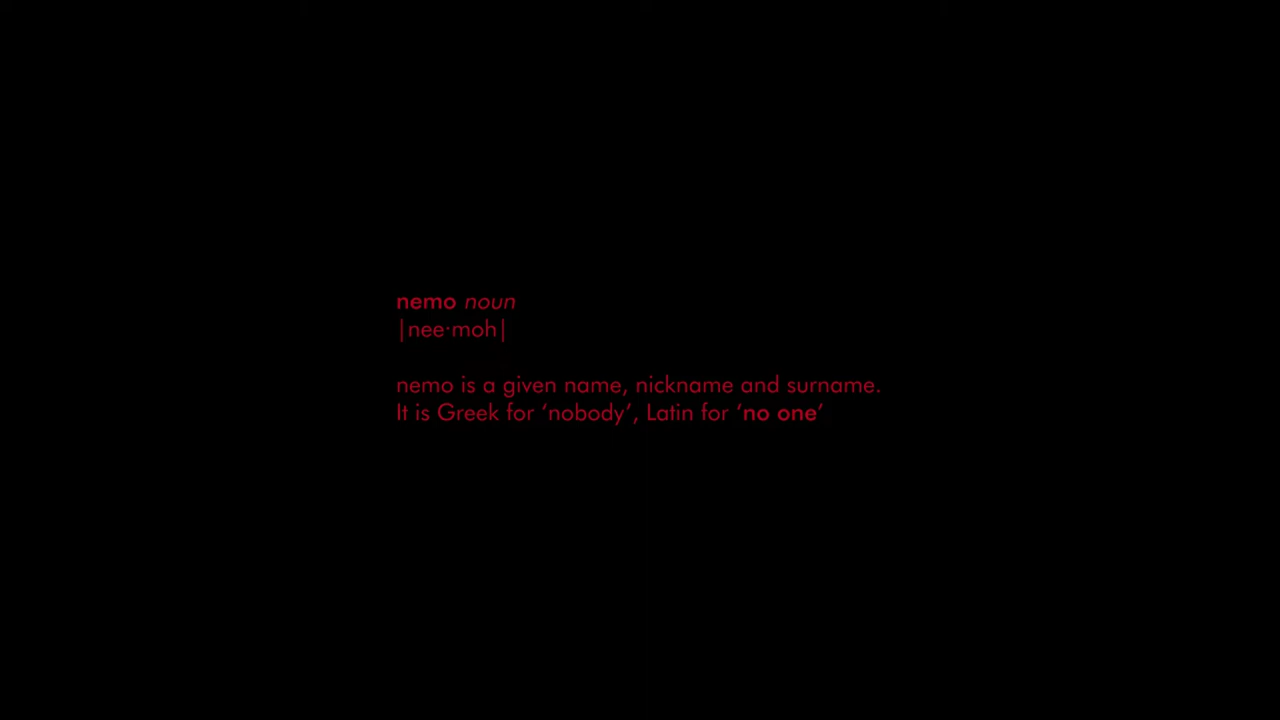 nemo noun
|nee·moh|
nemo is a given name, nickname and surname.
It is Greek for ‘nobody’, Latin for ‘no one’